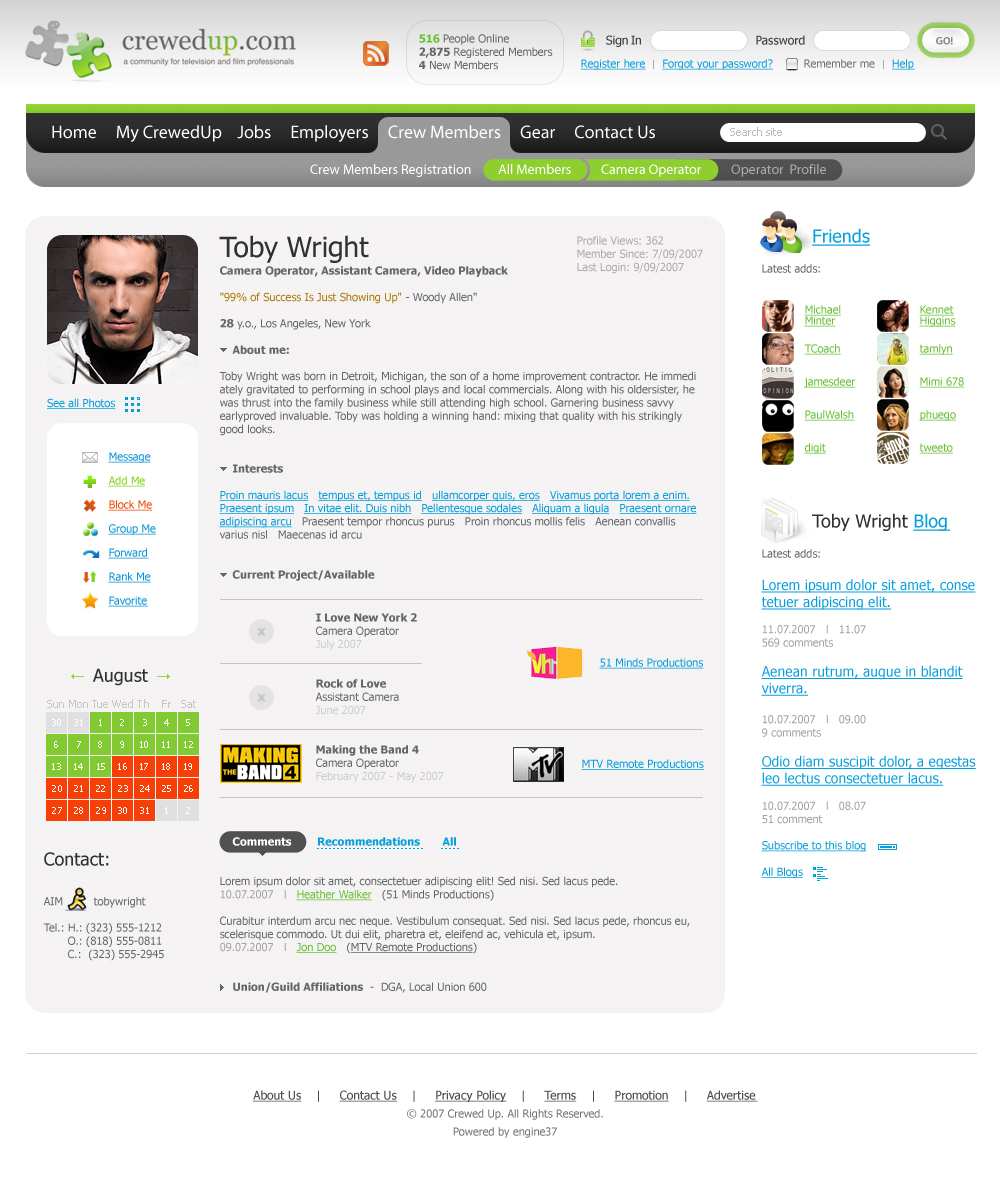 crewedup.com
a community for television and film professionals
516 People Online
2,875 Registered Members
4 New Members
Sign In
Password
GO!
Register here | Forgot your password? Remember me | Help
Home My CrewedUp Jobs Employers Crew Members Gear Contact Us
Search site
Crew Members Registration All Members Camera Operator Operator Profile
Toby Wright
Camera Operator, Assistant Camera, Video Playback
Profile Views: 362
Member Since: 7/09/2007
Last Login: 9/09/2007
"99% of Success Is Just Showing Up" - Woody Allen"
28 y.o., Los Angeles, New York
About me:
Toby Wright was born in Detroit, Michigan, the son of a home improvement contractor. He immedi
ately gravitated to performing in school plays and local commercials. Along with his oldersister, he
was thrust into the family business while still attending high school. Garnering business savvy
earlyproved invaluable. Toby was holding a winning hard: mixing that quality with his strikingly
good looks.
Interests
Proin mauris lacus tempus et, tempus id ullamcorper quis, eros Vivamus porta lorem a enim.
Praesent ipsum In vitae elit. Duis nibh Pellentesque sodales Aliquam a ligula Praesent ornare
adipiscing arcu Praesent tempor rhoncus purus Proin rhoncus mollis felis Aenean convallis
varius nisl Maecenas id arcu
Current Project/Available
I Love New York 2
Camera Operator
July 2007
Vh1
51 Minds Productions
Rock of Love
Assistant Camera
June 2007
MAKING
THE BAND 4
Making the Band 4
Camera Operator
February 2007 - May 2007
MTV
MTV Remote Productions
Comments Recommendations All
Lorem ipsum dolor sit amet, consectetuer adipiscing elit! Sed nisi. Sed lacus pede.
10.07.2007 | Heather Walker (51 Minds Productions)
Curabitur interdum arcu nec neque. Vestibulum consequat. Sed nisi. Sed lacus pede, rhoncus eu,
scelerisque commodo. Ut dui elit, pharetra et, eleifend ac, vehicula et, ipsum.
09.07.2007 | Jon Doo (MTV Remote Productions)
Union/Guild Affiliations - DGA, Local Union 600
See all Photos
Message
Add Me
Block Me
Group Me
Forward
Rank Me
Favorite
← August →
Sun Mon Tue Wed Th Fr Sat
30 31 1 2 3 4 5
6 7 8 9 10 11 12
13 14 15 16 17 18 19
20 21 22 23 24 25 26
27 28 29 30 31 1 2
Contact:
AIM tobywright
Tel.: H.: (323) 555-1212
O.: (818) 555-0811
C.: (323) 555-2945
Friends
Latest adds:
Michael
Minter
Kennet
Higgins
TCoach
tamlyn
POLITIC
OPINION
jamesdeer
Mimi 678
PaulWalsh
phuego
digit
HOW
DESIGN
tweeto
Toby Wright Blog
Latest adds:
Lorem ipsum dolor sit amet, conse
tetuer adipiscing elit.
11.07.2007 | 11.07
569 comments
Aenean rutrum, augue in blandit
viverra.
10.07.2007 | 09.00
9 comments
Odio diam suscipit dolor, a egestas
leo lectus consectetuer lacus.
10.07.2007 | 08.07
51 comment
Subscribe to this blog
All Blogs
About Us | Contact Us | Privacy Policy | Terms | Promotion | Advertise
© 2007 Crewed Up. All Rights Reserved.
Powered by engine37